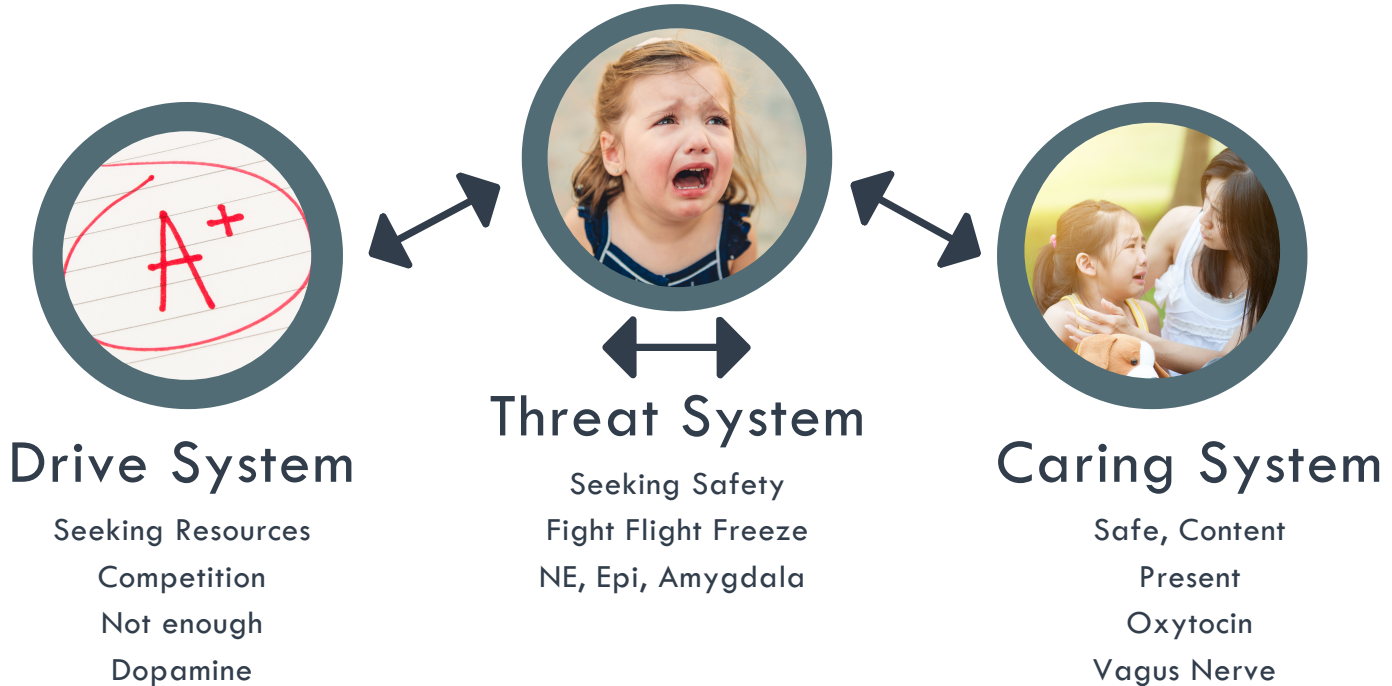 A+
Drive System
Seeking Resources
Competition
Not enough
Dopamine
Threat System
Seeking Safety
Fight Flight Freeze
NE, Epi, Amygdala
Caring System
Safe, Content
Present
Oxytocin
Vagus Nerve